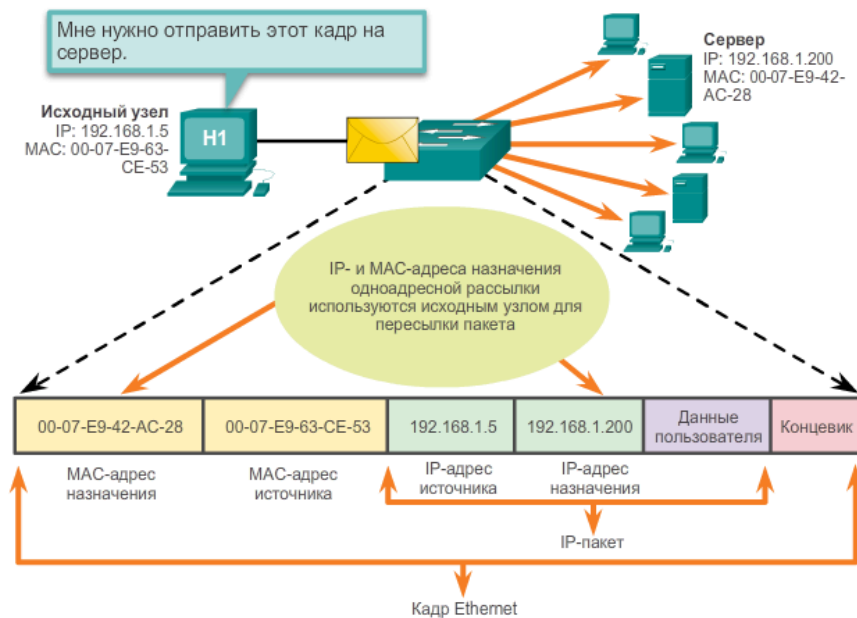 Мне нужно отправить этот кадр на
сервер.
Исходный узел
IP: 192.168.1.5
MAC: 00-07-E9-63-
CE-53
H1
Сервер
IP: 192.168.1.200
MAC: 00-07-E9-42-
AC-28
IP- и MAC-адреса назначения
одноадресной рассылки
используются исходным узлом для
пересылки пакета
00-07-E9-42-AC-28
00-07-E9-63-CE-53
192.168.1.5
192.168.1.200
Данные
пользователя
Концевик
MAC-адрес
назначения
MAC-адрес
источника
IP-адрес
источника
IP-адрес
назначения
IP-пакет
Кадр Ethernet